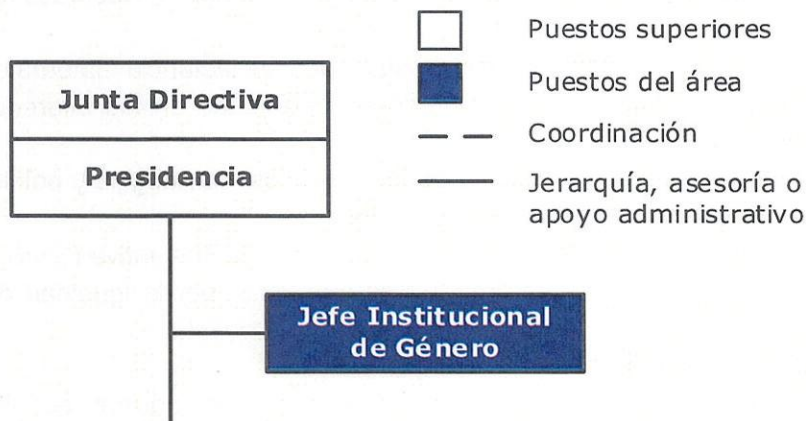 Puestos superiores
Puestos del área
Coordinación
Jerarquía, asesoría o
apoyo administrativo
Junta Directiva
Presidencia
Jefe Institucional
de Género